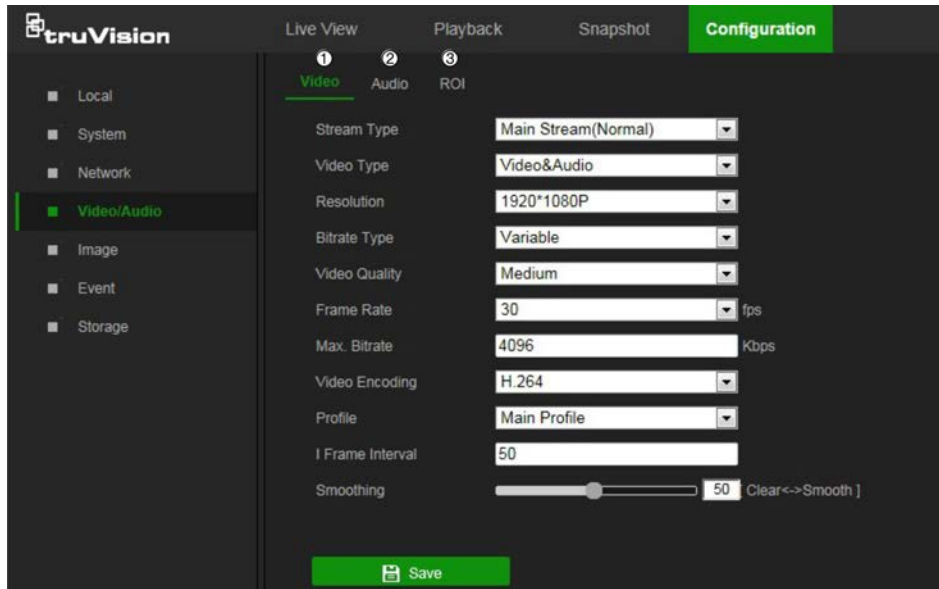 truVision
Live View Playback Snapshot Configuration
❶ ❷ ❸
Video Audio ROI
Local
System
Network
Video/Audio
Image
Event
Storage
Stream Type Main Stream(Normal)
Video Type Video&Audio
Resolution 1920*1080P
Bitrate Type Variable
Video Quality Medium
Frame Rate 30 fps
Max. Bitrate 4096 Kbps
Video Encoding H.264
Profile Main Profile
I Frame Interval 50
Smoothing 50 [ Clear<->Smooth ]
Save